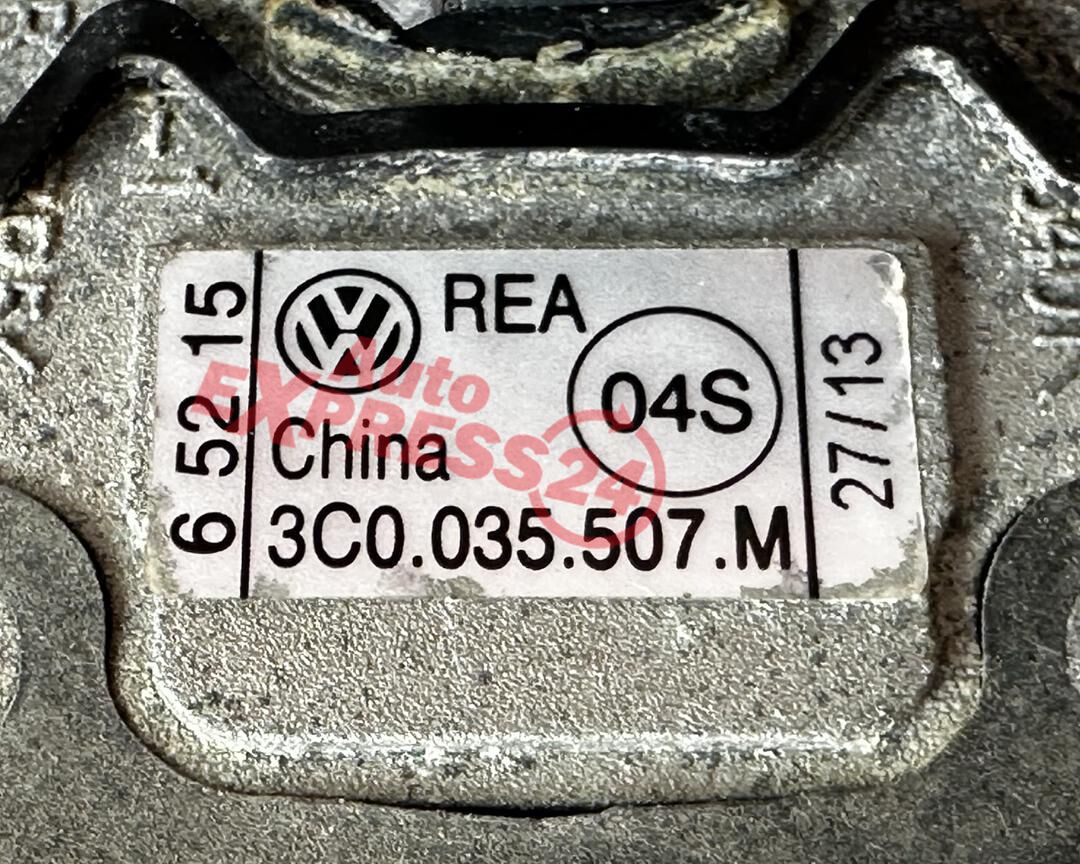 6 52 15
REA
04S
China
3C0.035.507.M
27/13
Auto
EXPRESS24